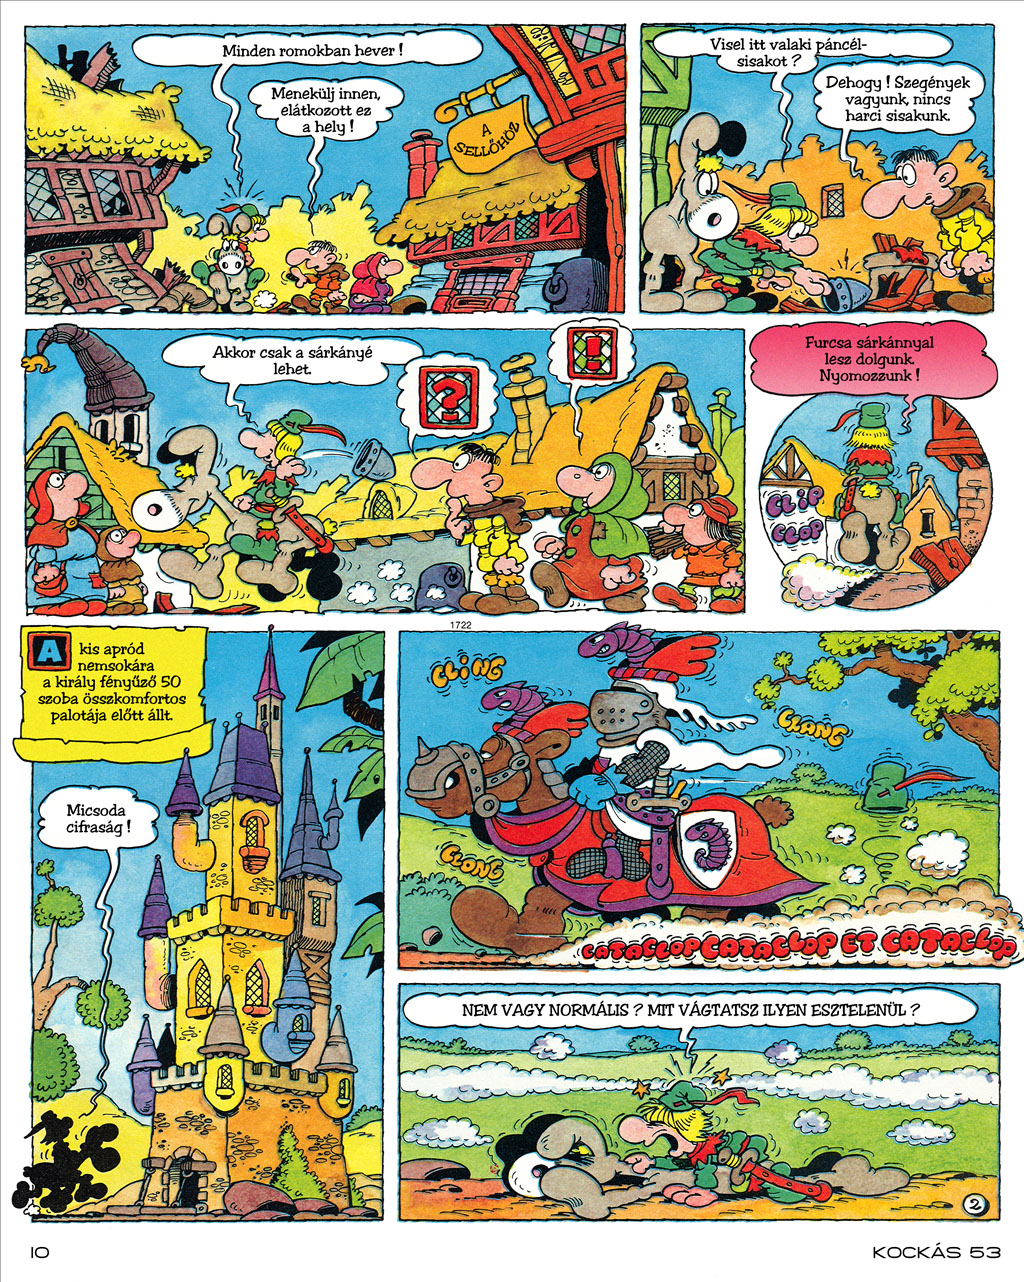 Minden romokban hever !
Menekülj innen,
elátkozott ez
a hely !
A
SELLŐHÖZ
Visel itt valaki páncél-
sisakot ?
Dehogy ! Szegények
vagyunk, nincs
harci sisakunk.
Akkor csak a sárkányé
lehet.
?
!
Furcsa sárkánnyal
lesz dolgunk.
Nyomozzunk !
CLIP
CLOP
1722
A kis apród
nemsokára
a király fényűző 50
szoba összkomfortos
palotája előtt állt.
Micsoda
cifraság !
CLING
CLANG
CLONG
CATACLOP CATACLOP ET CATACLOP
NEM VAGY NORMÁLIS ? MIT VÁGTATSZ ILYEN ESZTELENÜL ?
2
10
KOCKÁS 53